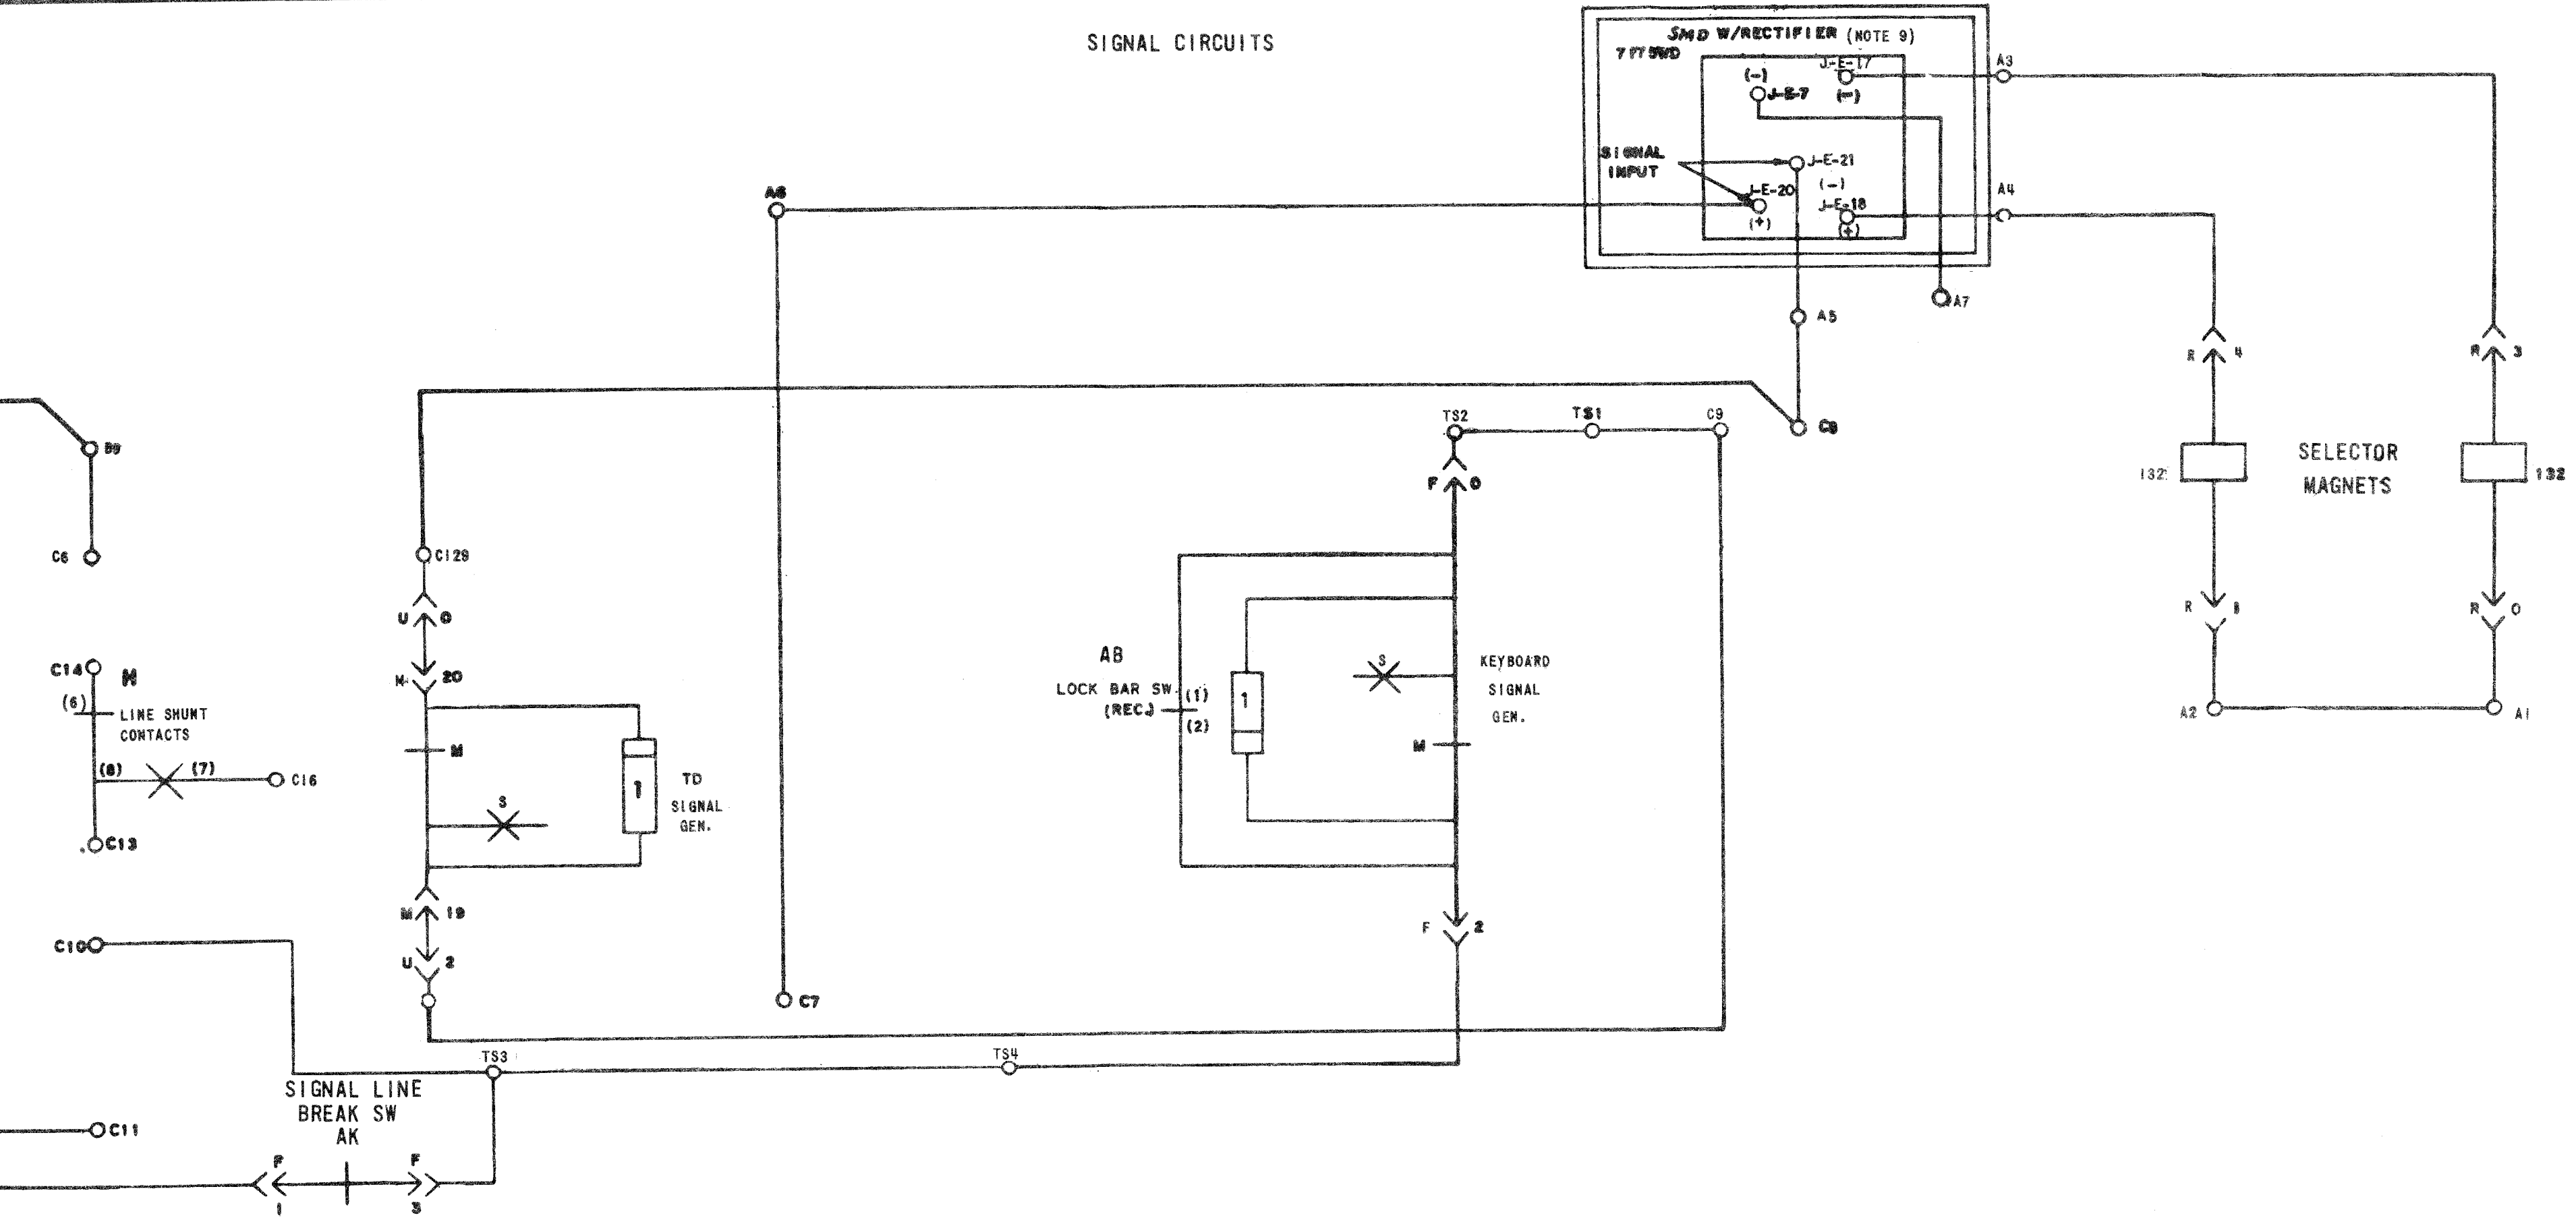 SIGNAL CIRCUITS
SMD W/RECTIFIER (NOTE 9)
J-E-17
(-)
J-E-7
(-)
A3
SIGNAL
INPUT
J-E-21
(-)
J-E-20
(+)
J-E-18
(+)
A4
A6
A7
A5
R 4
R 3
TS2
TS1
C9
C8
B9
F 0
SELECTOR
MAGNETS
132
132
C6
C129
U 0
R
R 0
M 20
AB
LOCK BAR SW.
(REC.)
(1)
(2)
1
S
KEYBOARD
SIGNAL
GEN.
M
C14
M
(6)
LINE SHUNT
CONTACTS
(8)
(7)
C16
C13
M
S
1
TD
SIGNAL
GEN.
A2
A1
M 19
F 2
C10
U 2
C7
TS3
TS4
SIGNAL LINE
BREAK SW
AK
C11
F
F
1
3